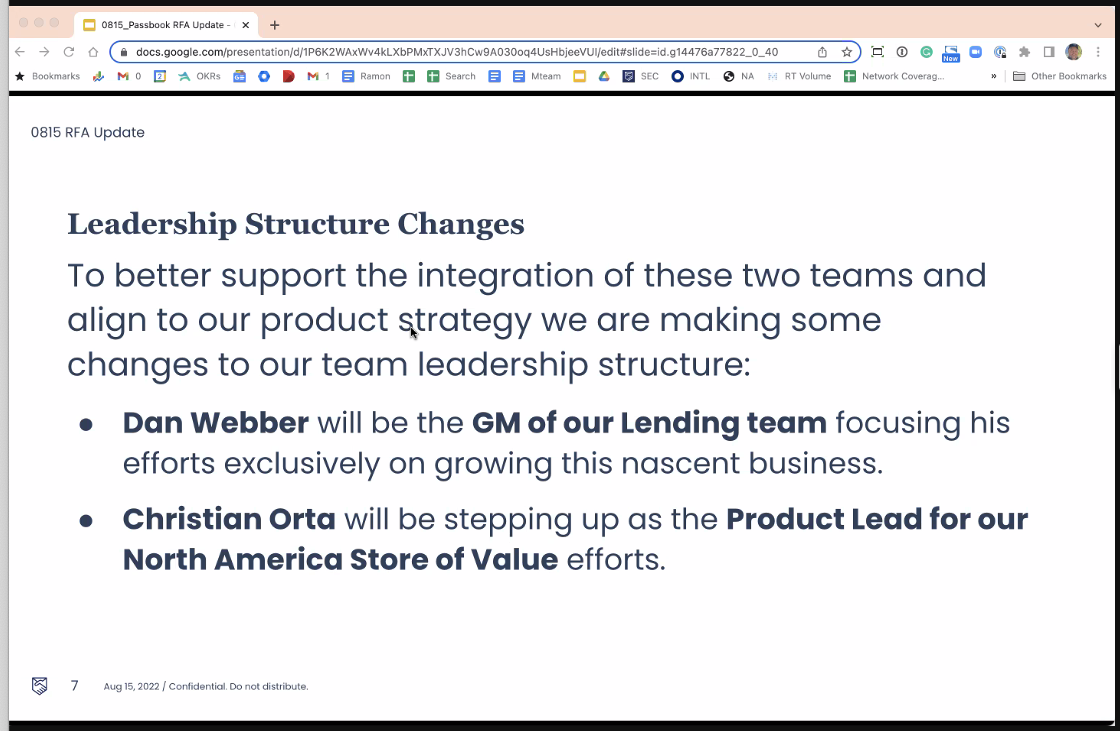 0815_Passbook RFA Update -
docs.google.com/presentation/d/1P6K2WAxWv4kLXbPMxTXJV3hCw9A030oq4UsHbjeeVUI/edit#slide=id.g14476a77822_0_40
New
Bookmarks 0 2 OKRs 1 Ramon Search Mteam SEC INTL NA RT Volume Network Coverag... » Other Bookmarks
0815 RFA Update
Leadership Structure Changes
To better support the integration of these two teams and
align to our product strategy we are making some
changes to our team leadership structure:
● Dan Webber will be the GM of our Lending team focusing his
efforts exclusively on growing this nascent business.
● Christian Orta will be stepping up as the Product Lead for our
North America Store of Value efforts.
7 Aug 15, 2022 / Confidential. Do not distribute.